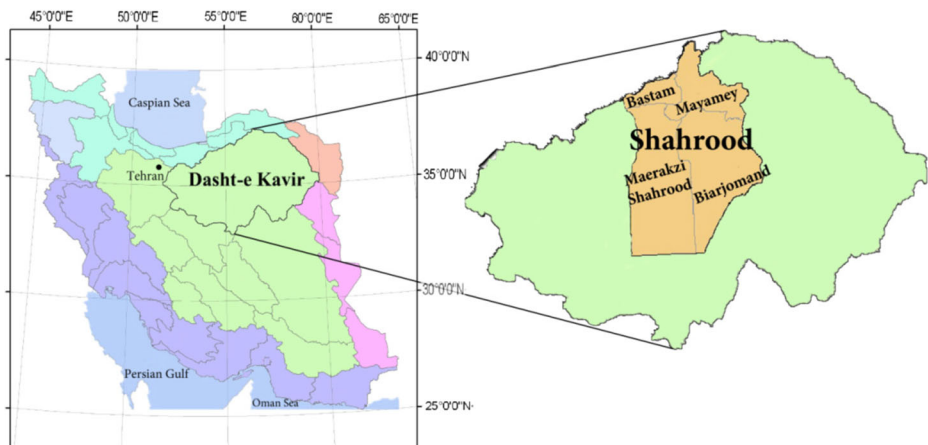 45°0'0"E 50°0'0"E 55°0'0"E 60°0'0"E 65°0'0"E
40°0'0"N
Caspian Sea
Tehran
Dasht-e Kavir
35°0'0"N
30°0'0"N
Persian Gulf
Oman Sea
25°0'0"N
Bastam
Mayamey
Shahrood
Maerakzi
Shahrood
Biarjomand